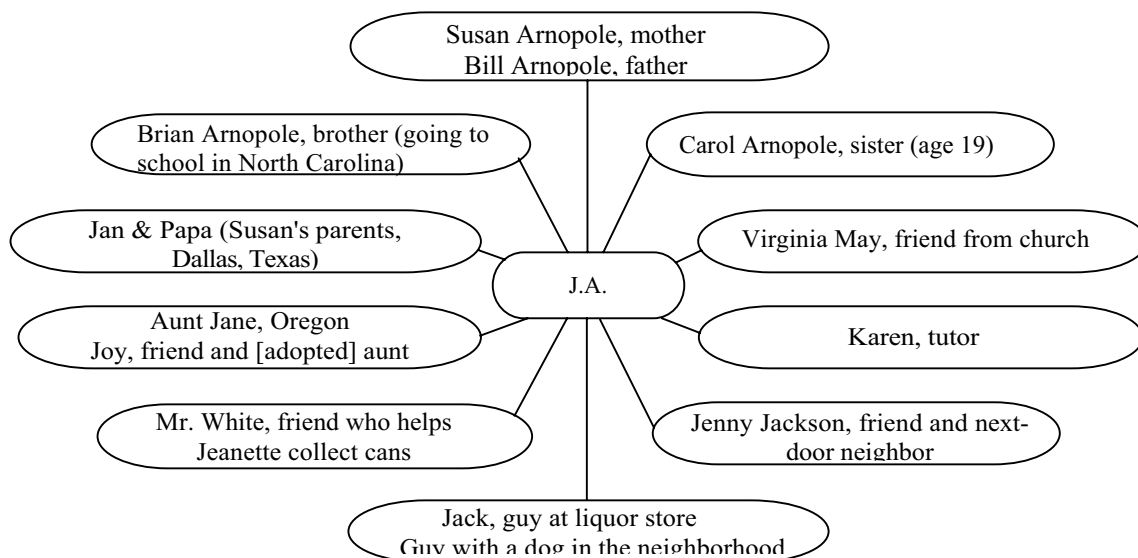 Susan Arnopole, mother
Bill Arnopole, father
Brian Arnopole, brother (going to
school in North Carolina)
Carol Arnopole, sister (age 19)
Jan & Papa (Susan's parents,
Dallas, Texas)
Virginia May, friend from church
J.A.
Aunt Jane, Oregon
Joy, friend and [adopted] aunt
Karen, tutor
Mr. White, friend who helps
Jeanette collect cans
Jenny Jackson, friend and next-
door neighbor
Jack, guy at liquor store
Guy with a dog in the neighborhood